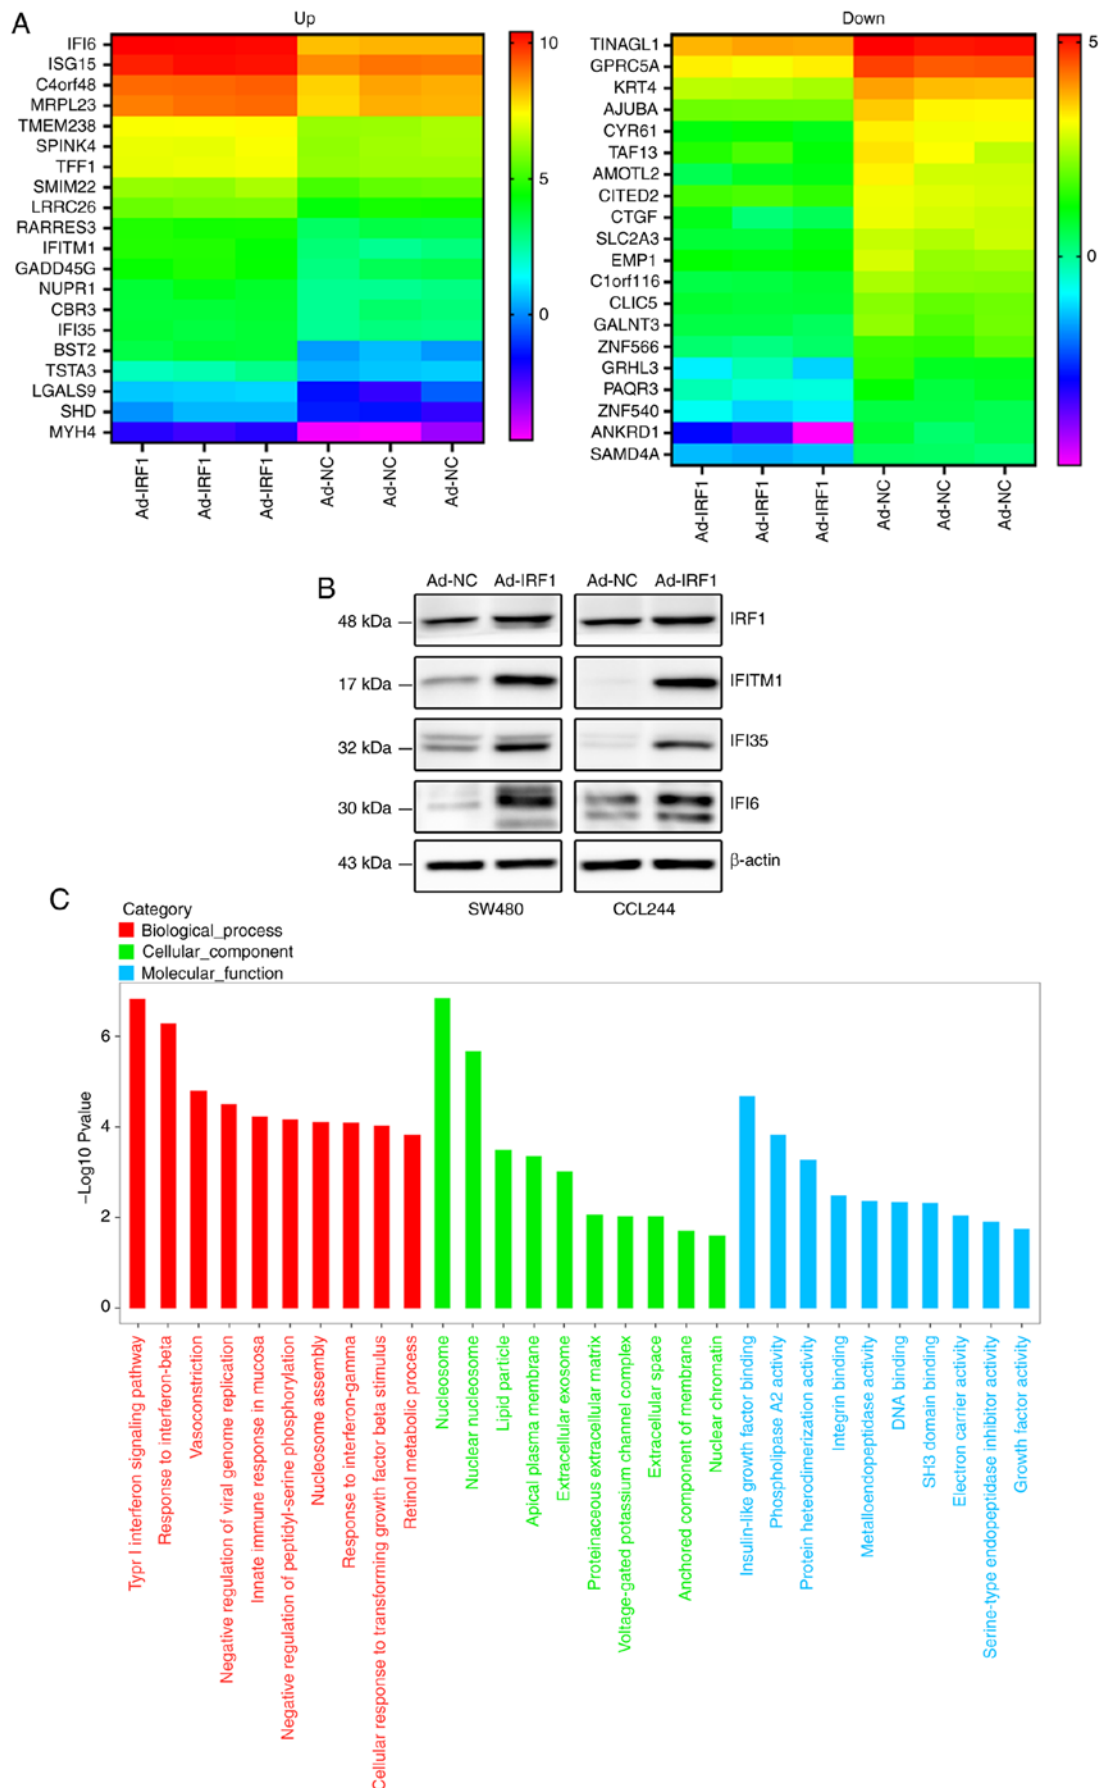 A
Up
IFI6
ISG15
C4orf48
MRPL23
TMEM238
SPINK4
TFF1
SMIM22
LRRC26
RARRES3
IFITM1
GADD45G
NUPR1
CBR3
IFI35
BST2
TSTA3
LGALS9
SHD
MYH4
10
5
0
Ad-IRF1
Ad-IRF1
Ad-IRF1
Ad-NC
Ad-NC
Ad-NC
Down
TINAGL1
GPRC5A
KRT4
AJUBA
CYR61
TAF13
AMOTL2
CITED2
CTGF
SLC2A3
EMP1
C1orf116
CLIC5
GALNT3
ZNF566
GRHL3
PAQR3
ZNF540
ANKRD1
SAMD4A
5
0
Ad-IRF1
Ad-IRF1
Ad-IRF1
Ad-NC
Ad-NC
Ad-NC
B
Ad-NC Ad-IRF1 Ad-NC Ad-IRF1
48 kDa IRF1
17 kDa IFITM1
32 kDa IFI35
30 kDa IFI6
43 kDa β-actin
SW480 CCL244
C
Category
Biological_process
Cellular_component
Molecular_function
−Log10 Pvalue
6
4
2
0
Typr I interferon signaling pathway
Response to interferon-beta
Vasoconstriction
Negative regulation of viral genome replication
Innate immune response in mucosa
Negative regulation of peptidyl-serine phosphorylation
Nucleosome assembly
Response to interferon-gamma
Cellular response to transforming growth factor beta stimulus
Retinol metabolic process
Nucleosome
Nuclear nucleosome
Lipid particle
Apical plasma membrane
Extracellular exosome
Proteinaceous extracellular matrix
Voltage-gated potassium channel complex
Extracellular space
Anchored component of membrane
Nuclear chromatin
Insulin-like growth factor binding
Phospholipase A2 activity
Protein heterodimerization activity
Integrin binding
Metalloendopeptidase activity
DNA binding
SH3 domain binding
Electron carrier activity
Serine-type endopeptidase inhibitor activity
Growth factor activity